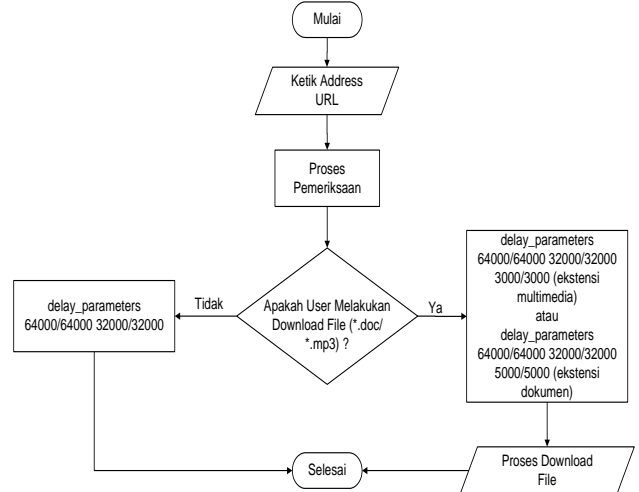 Mulai
Ketik Address
URL
Proses
Pemeriksaan
Apakah User Melakukan
Download File (*.doc/
*.mp3) ?
Tidak
Ya
delay_parameters
64000/64000 32000/32000
delay_parameters
64000/64000 32000/32000
3000/3000 (ekstensi
multimedia)
atau
delay_parameters
64000/64000 32000/32000
5000/5000 (ekstensi
dokumen)
Proses Download
File
Selesai